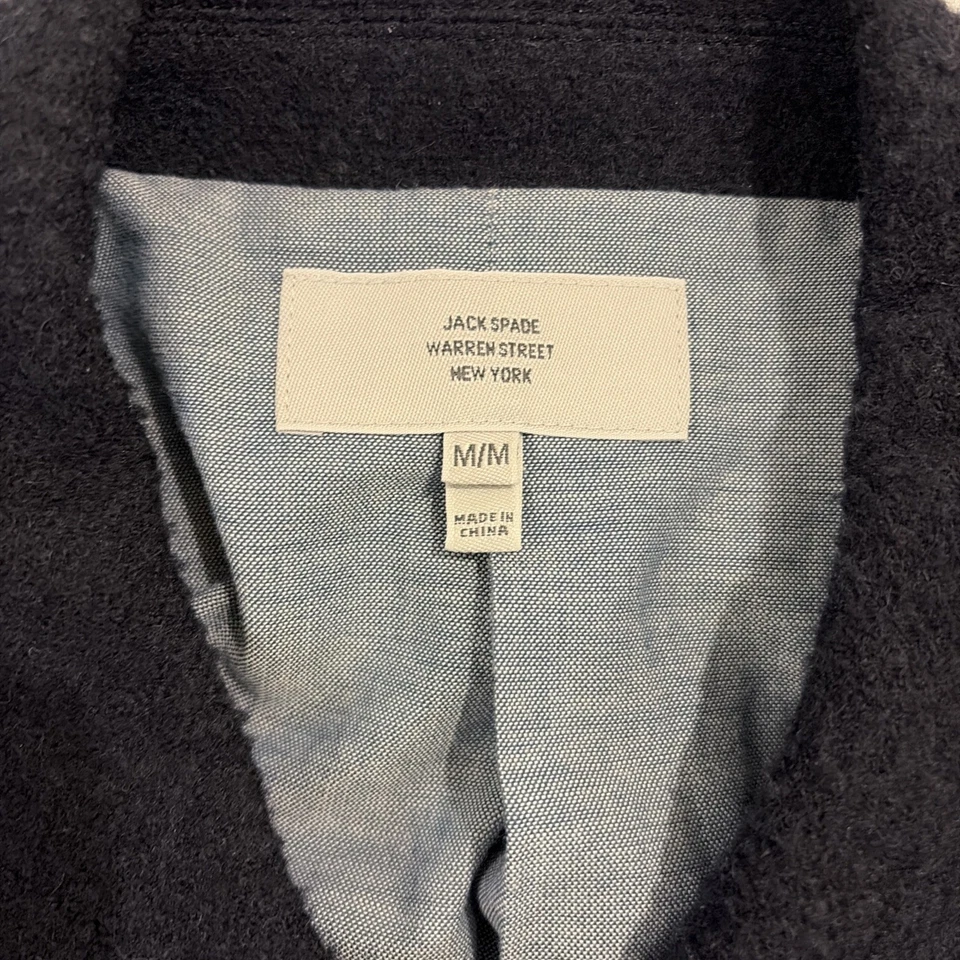 JACK SPADE
WARREN STREET
NEW YORK
M/M
MADE IN
CHINA